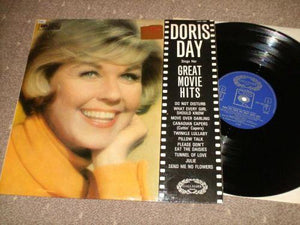 DORIS
DAY
Sings Her
GREAT
MOVIE
HITS
DO NOT DISTURB
WHAT EVERY GIRL
SHOULD KNOW
MOVE OVER DARLING
CANADIAN CAPERS
(Cuttin' Capers)
TWINKLE LULLABY
PILLOW TALK
PLEASE DON'T
EAT THE DAISIES
TUNNEL OF LOVE
JULIE
SEND ME NO FLOWERS
HALLMARK